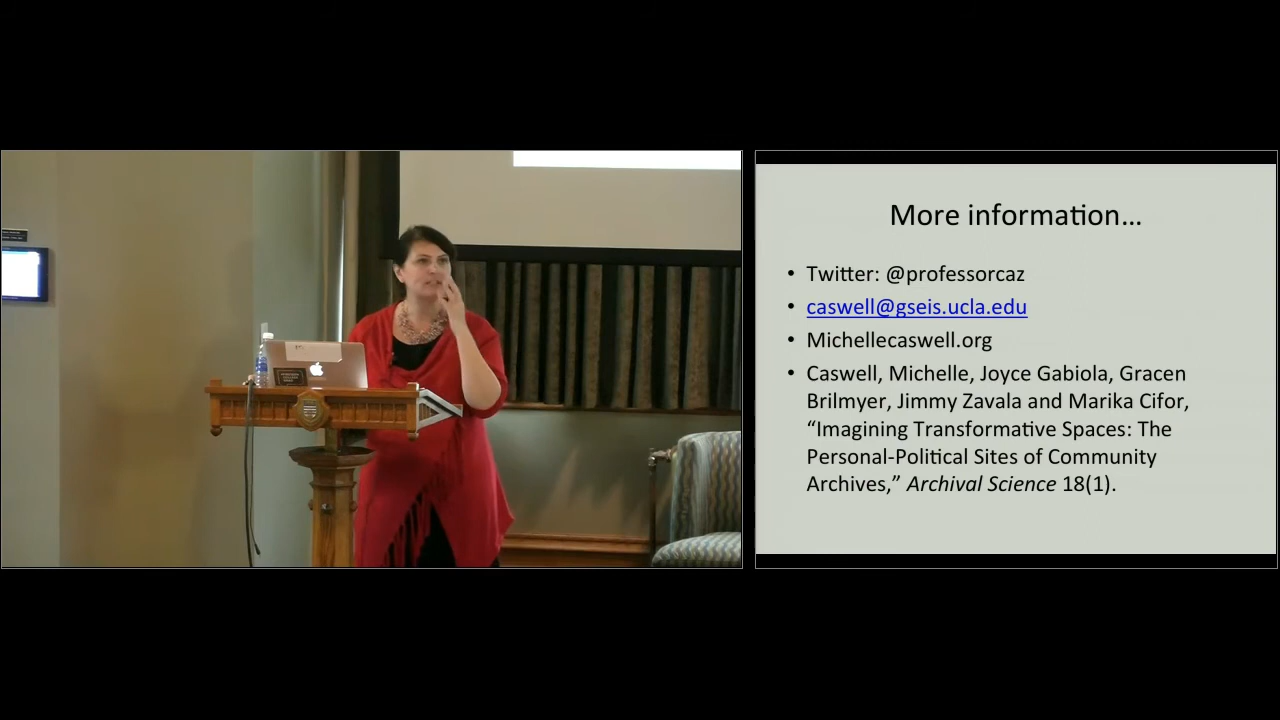 More information…
• Twitter: @professorcaz
• caswell@gseis.ucla.edu
• Michellecaswell.org
• Caswell, Michelle, Joyce Gabiola, Gracen
Brilmyer, Jimmy Zavala and Marika Cifor,
“Imagining Transformative Spaces: The
Personal-Political Sites of Community
Archives,” Archival Science 18(1).